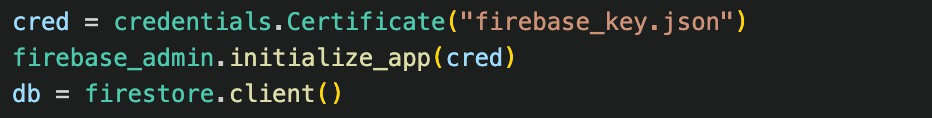 cred = credentials.Certificate("firebase_key.json")
firebase_admin.initialize_app(cred)
db = firestore.client()